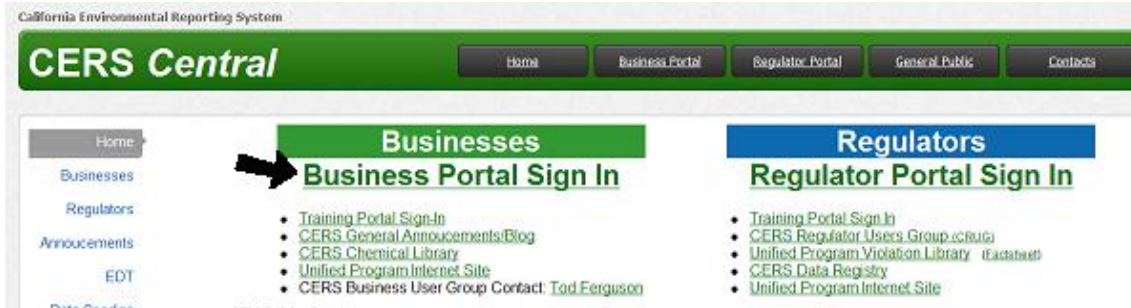 California Environmental Reporting System
CERS Central
Home
Business Portal
Regulator Portal
General Public
Contacts
Home
Businesses
Regulators
Annoucements
EDT
Businesses
Business Portal Sign In
Training Portal Sign-In
CERS General Annoucements/Blog
CERS Chemical Library
Unified Program Internet Site
CERS Business User Group Contact: Tod Ferguson
Regulators
Regulator Portal Sign In
Training Portal Sign In
CERS Regulator Users Group (CRUG)
Unified Program Violation Library (Factsheet)
CERS Data Registry
Unified Program Internet Site